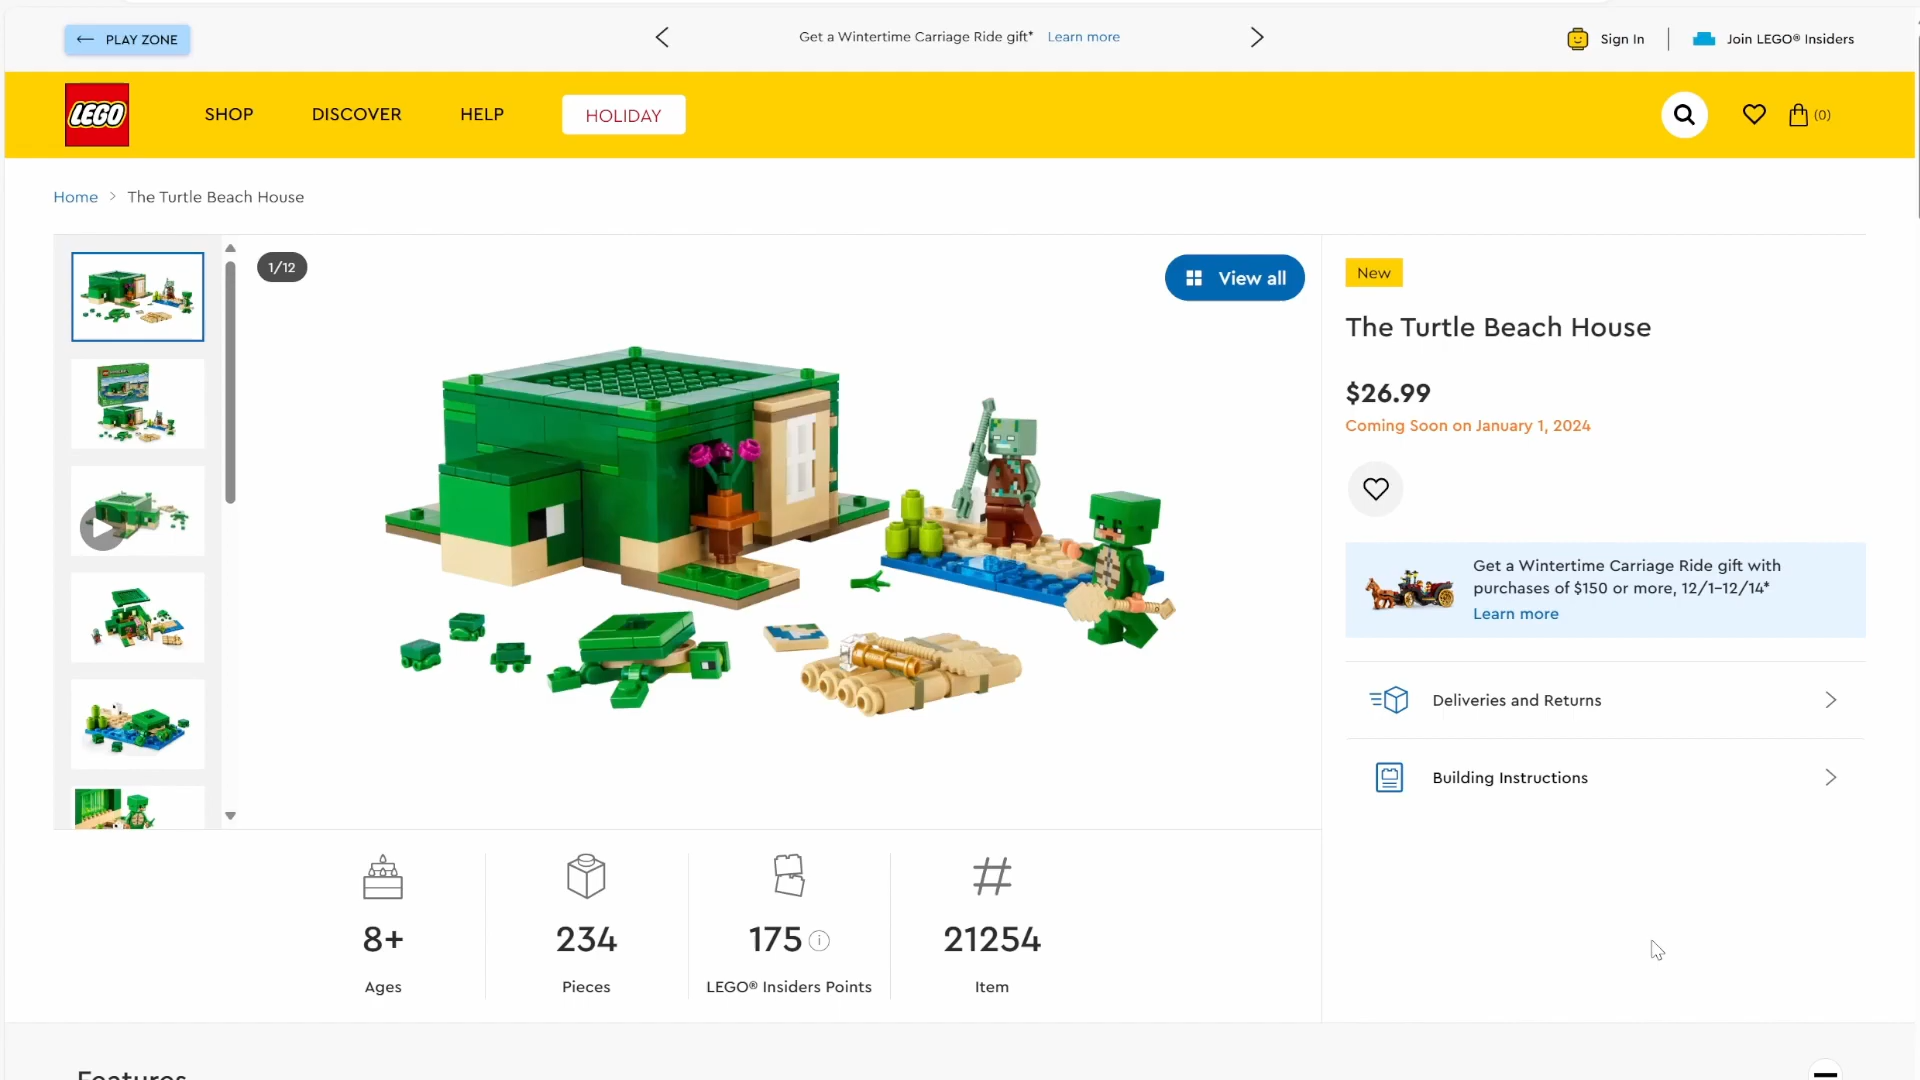 PLAY ZONE
Get a Wintertime Carriage Ride gift* Learn more
Sign In
Join LEGO® Insiders
LEGO
SHOP
DISCOVER
HELP
HOLIDAY
(0)
Home > The Turtle Beach House
1/12
View all
New
The Turtle Beach House
$26.99
Coming Soon on January 1, 2024
Get a Wintertime Carriage Ride gift with
purchases of $150 or more, 12/1–12/14*
Learn more
Deliveries and Returns
Building Instructions
8+
Ages
234
Pieces
175
LEGO® Insiders Points
21254
Item
Features